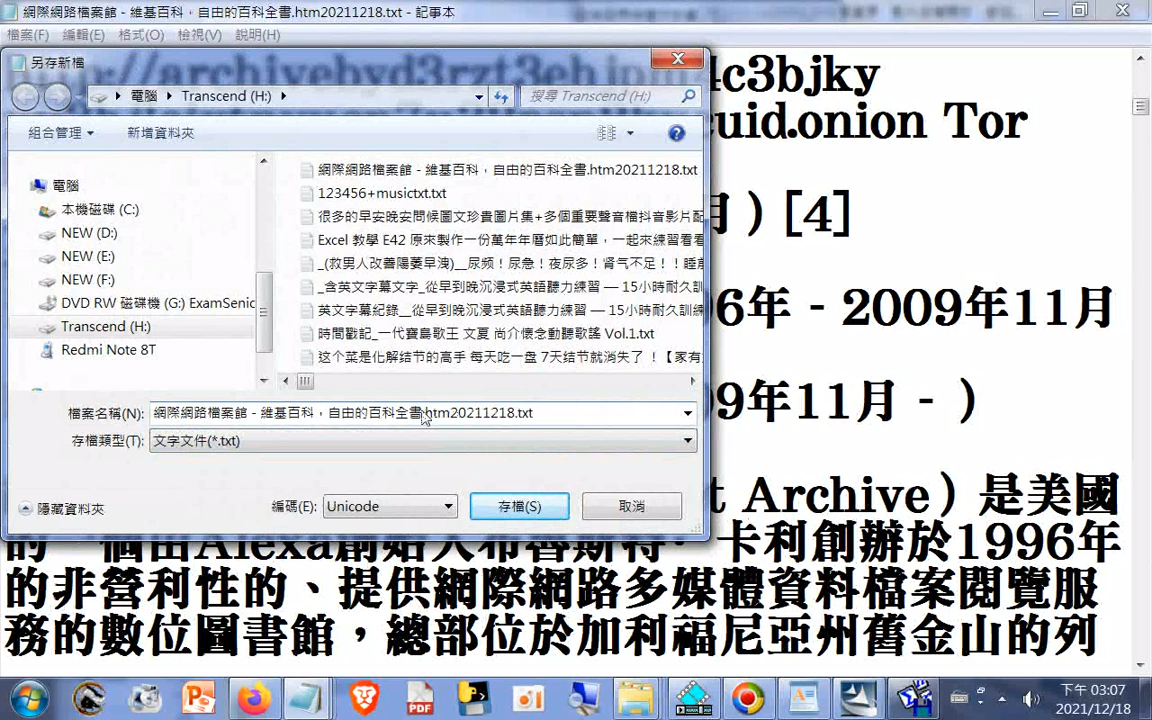 網際網路檔案館 - 維基百科，自由的百科全書.htm20211218.txt - 記事本
檔案(F) 編輯(E) 格式(O) 檢視(V) 說明(H)
另存新檔
電腦 Transcend (H:)
搜尋 Transcend (H:)
組合管理 新增資料夾
電腦
本機磁碟 (C:)
NEW (D:)
NEW (E:)
NEW (F:)
DVD RW 磁碟機 (G:) ExamSenio
Transcend (H:)
Redmi Note 8T
網際網路檔案館 - 維基百科，自由的百科全書.htm20211218.txt
123456+musictxt.txt
很多的早安晚安問候圖文珍貴圖片集+多個重要聲音檔抖音影片配
Excel 教學 E42 原來製作一份萬年年曆如此簡單，一起來練習看看
_(救男人改善陽萎早洩)__尿频！尿急！夜尿多！肾气不足！！睡前
_含英文字幕文字_從早到晚沉浸式英語聽力練習 — 15小時耐久訓
英文字幕紀錄__從早到晚沉浸式英語聽力練習 — 15小時耐久訓練
時間戳記_一代寶島歌王 文夏 尚介懷念動聽歌謠 Vol.1.txt
这个菜是化解结节的高手 每天吃一盘 7天结节就消失了！【家有
檔案名稱(N): 網際網路檔案館 - 維基百科，自由的百科全書.htm20211218.txt
存檔類型(T): 文字文件(*.txt)
隱藏資料夾
編碼(E): Unicode
存檔(S)
取消
4c3bjky
cuid.onion Tor
月）[4]
96年－2009年11月
09年11月－）
t Archive）是美國
卡利創辦於1996年
的非營利性的、提供網際網路多媒體資料檔案閱覽服
務的數位圖書館，總部位於加利福尼亞州舊金山的列
下午 03:07
2021/12/18